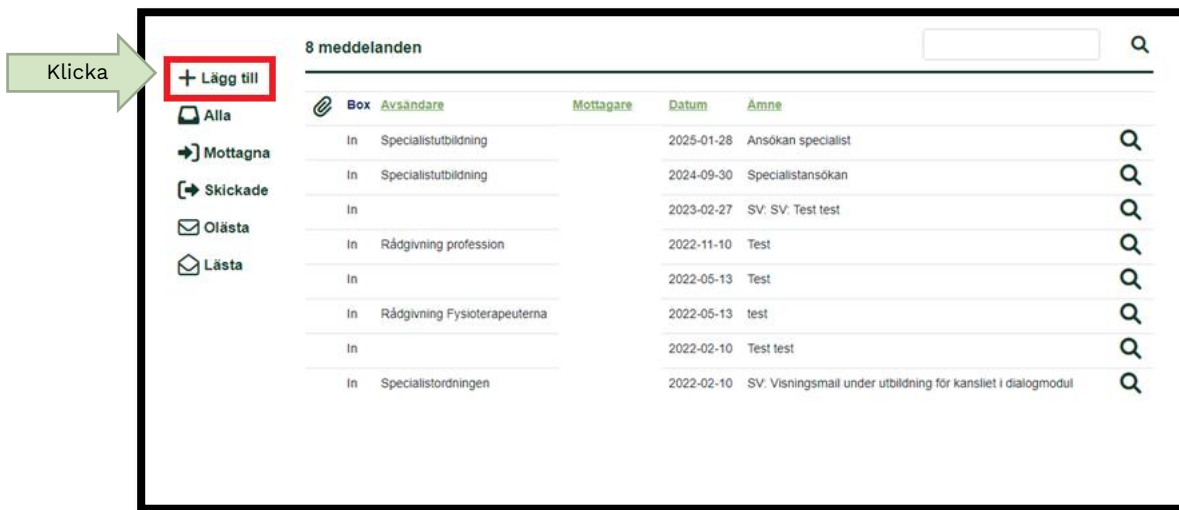 8 meddelanden
Klicka
Lägg till
Alla
Mottagna
Skickade
Olästa
Lästa
Box Avsändare Mottagare Datum Ämne
In Specialistutbildning 2025-01-28 Ansökan specialist
In Specialistutbildning 2024-09-30 Specialistansökan
In 2023-02-27 SV: SV: Test test
In Rådgivning profession 2022-11-10 Test
In 2022-05-13 Test
In Rådgivning Fysioterapeuterna 2022-05-13 test
In 2022-02-10 Test test
In Specialistordningen 2022-02-10 SV: Visningsmail under utbildning för kansliet i dialogmodul